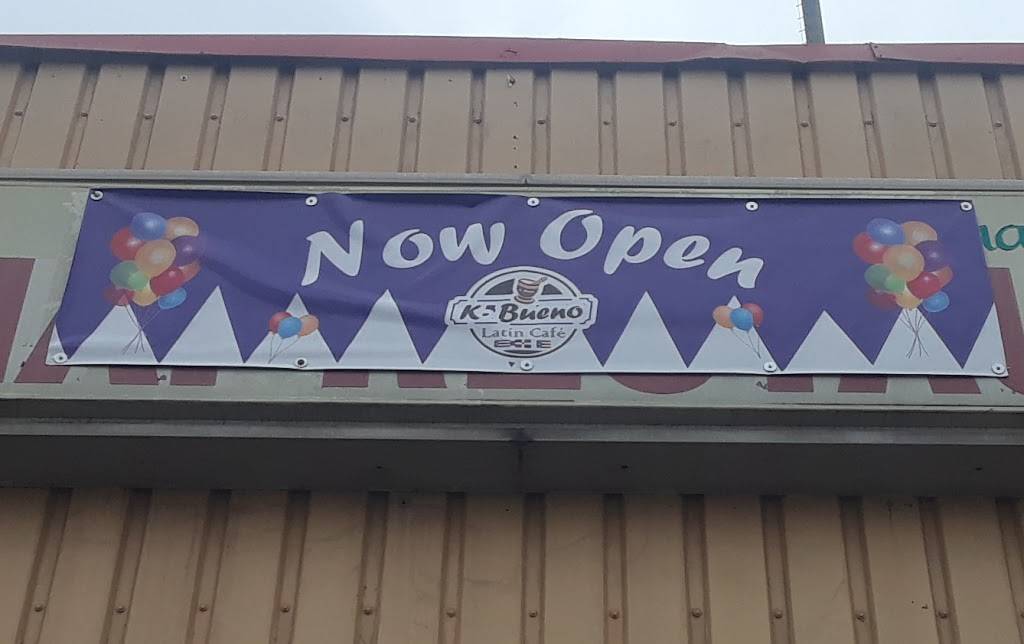 Now Open
K-Bueno
Latin Café